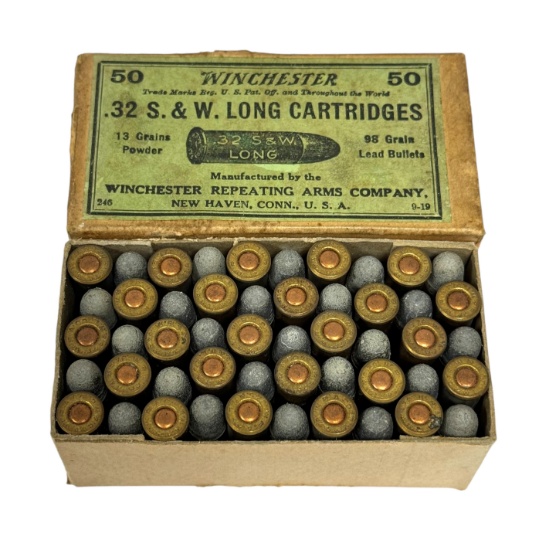 50 WINCHESTER 50
Trade Marks Reg. U. S. Pat. Off. and Throughout the World
.32 S. & W. LONG CARTRIDGES
13 Grains
Powder
.32 S & W.
LONG
98 Grain
Lead Bullets
Manufactured by the
WINCHESTER REPEATING ARMS COMPANY,
NEW HAVEN, CONN., U. S. A.
246
9-19